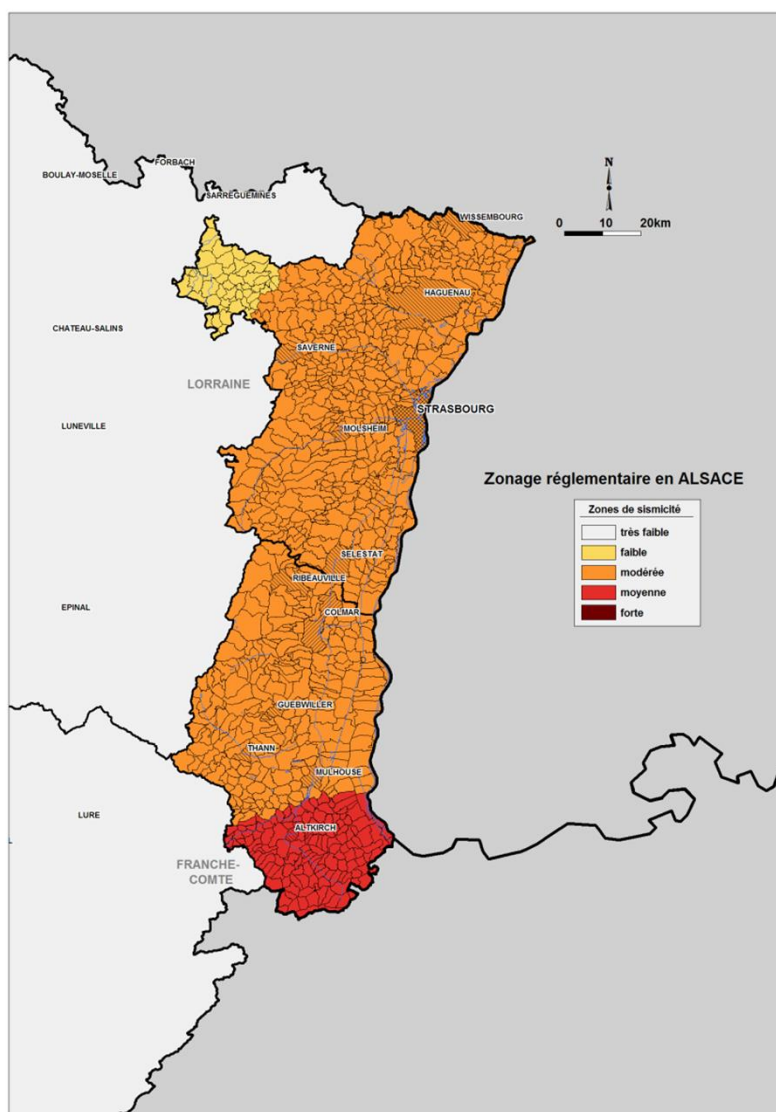 FORBACH
BOULAY-MOSELLE
SARREGUEMINES
N
WISSEMBOURG
0 10 20km
HAGUENAU
CHATEAU-SALINS
SAVERNE
LORRAINE
STRASBOURG
LUNEVILLE
MOLSHEIM
Zonage réglementaire en ALSACE
Zones de sismicité
très faible
faible
modérée
moyenne
forte
SELESTAT
RIBEAUVILLE
EPINAL
COLMAR
GUEBWILLER
THANN
MULHOUSE
LURE
ALTKIRCH
FRANCHE-
COMTE